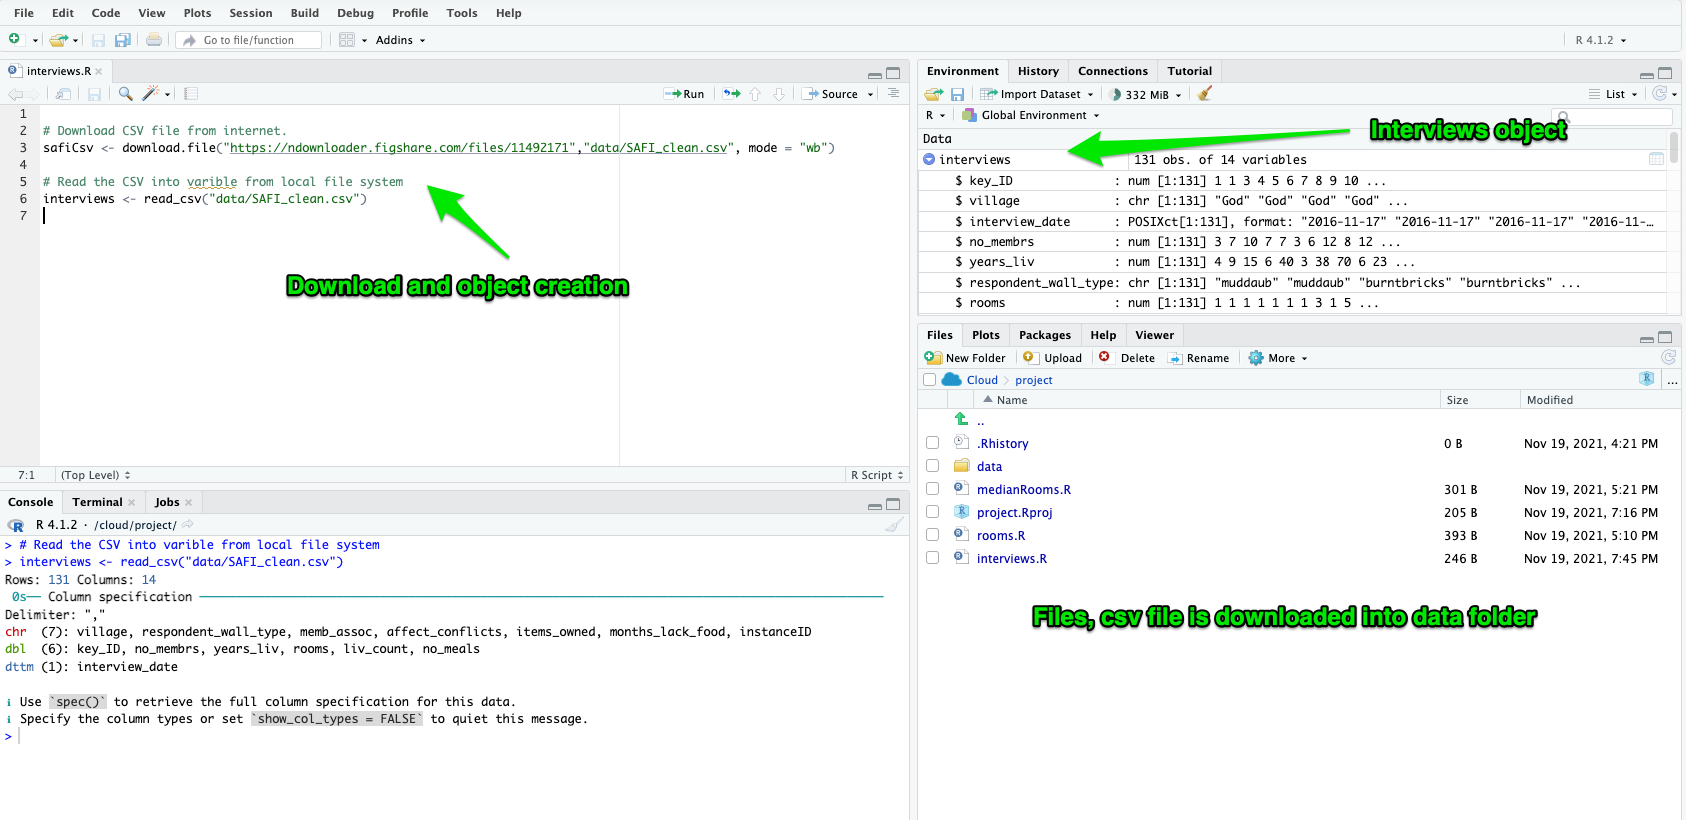 File Edit Code View Plots Session Build Debug Profile Tools Help
Go to file/function Addins R 4.1.2
interviews.R
Run Source
1
2 # Download CSV file from internet.
3 safiCsv <- download.file("https://ndownloader.figshare.com/files/11492171","data/SAFI_clean.csv", mode = "wb")
4
5 # Read the CSV into varible from local file system
6 interviews <- read_csv("data/SAFI_clean.csv")
7
Download and object creation
7:1 (Top Level) R Script
Console Terminal Jobs
R 4.1.2 · /cloud/project/
> # Read the CSV into varible from local file system
> interviews <- read_csv("data/SAFI_clean.csv")
Rows: 131 Columns: 14
0s── Column specification ────────────────
Delimiter: ","
chr (7): village, respondent_wall_type, memb_assoc, affect_conflicts, items_owned, months_lack_food, instanceID
dbl (6): key_ID, no_membrs, years_liv, rooms, liv_count, no_meals
dttm (1): interview_date
ℹ Use `spec()` to retrieve the full column specification for this data.
ℹ Specify the column types or set `show_col_types = FALSE` to quiet this message.
>
Environment History Connections Tutorial
Import Dataset 332 MiB List
R Global Environment
Interviews object
Data
interviews 131 obs. of 14 variables
$ key_ID : num [1:131] 1 1 3 4 5 6 7 8 9 10 ...
$ village : chr [1:131] "God" "God" "God" "God" ...
$ interview_date : POSIXct[1:131], format: "2016-11-17" "2016-11-17" "2016-11-17" "2016-11-…
$ no_membrs : num [1:131] 3 7 10 7 7 3 6 12 8 12 ...
$ years_liv : num [1:131] 4 9 15 6 40 3 38 70 6 23 ...
$ respondent_wall_type: chr [1:131] "muddaub" "muddaub" "burntbricks" "burntbricks" ...
$ rooms : num [1:131] 1 1 1 1 1 1 1 3 1 5 ...
Files Plots Packages Help Viewer
New Folder Upload Delete Rename More
Cloud project ...
Name Size Modified
..
.Rhistory 0 B Nov 19, 2021, 4:21 PM
data
medianRooms.R 301 B Nov 19, 2021, 5:21 PM
project.Rproj 205 B Nov 19, 2021, 7:16 PM
rooms.R 393 B Nov 19, 2021, 5:10 PM
interviews.R 246 B Nov 19, 2021, 7:45 PM
Files, csv file is downloaded into data folder